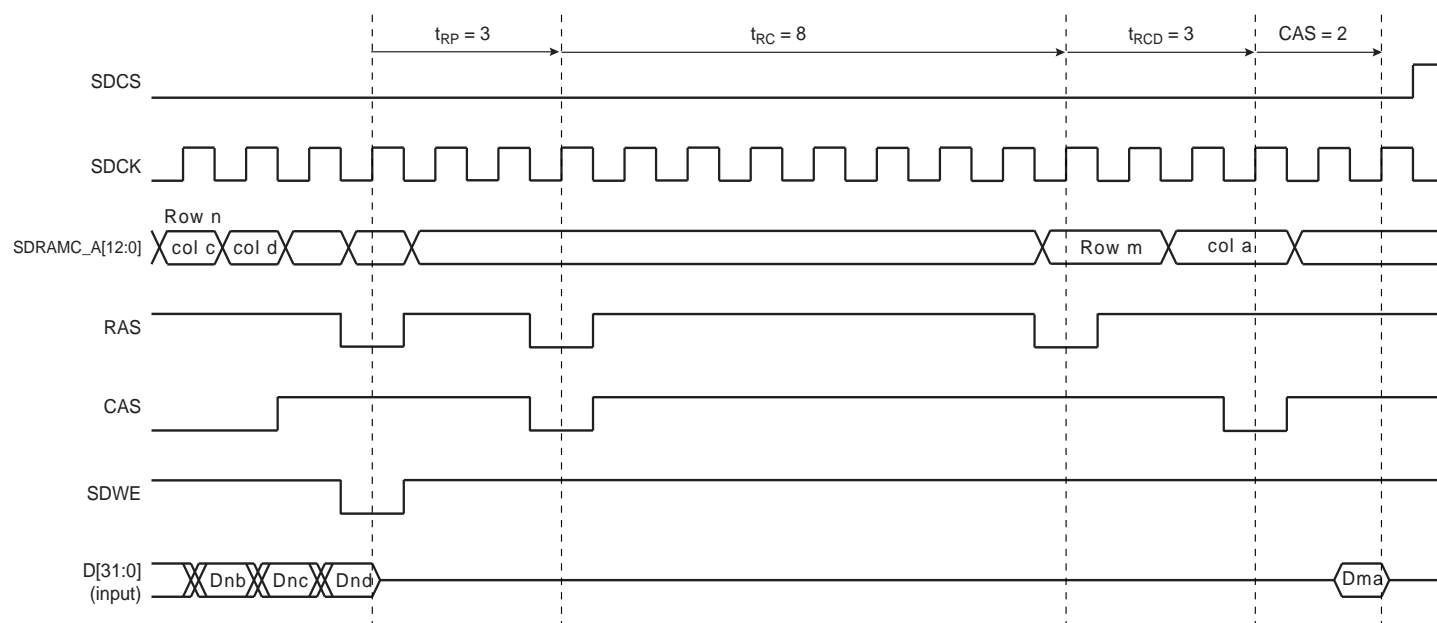 tRP = 3
tRC = 8
tRCD = 3
CAS = 2
SDCS
SDCK
Row n
SDRAMC_A[12:0]
col c
col d
Row m
col a
RAS
CAS
SDWE
D[31:0]
(input)
Dnb
Dnc
Dnd
Dma